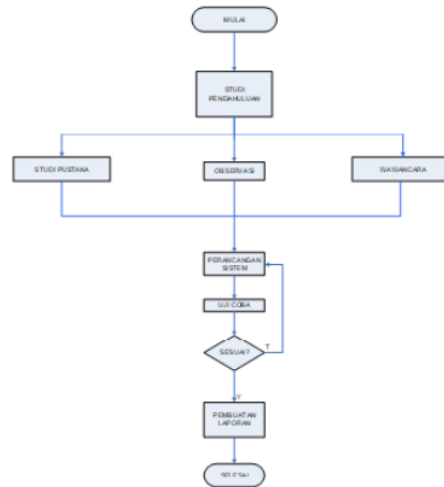 MULAI
STUDI
PENDAHULUAN
STUDI PUSTAKA
OBSERVASI
WAWANCARA
PERANCANGAN
SISTEM
UJI COBA
SESUAI?
T
Y
PEMBUATAN
LAPORAN
SELESAI